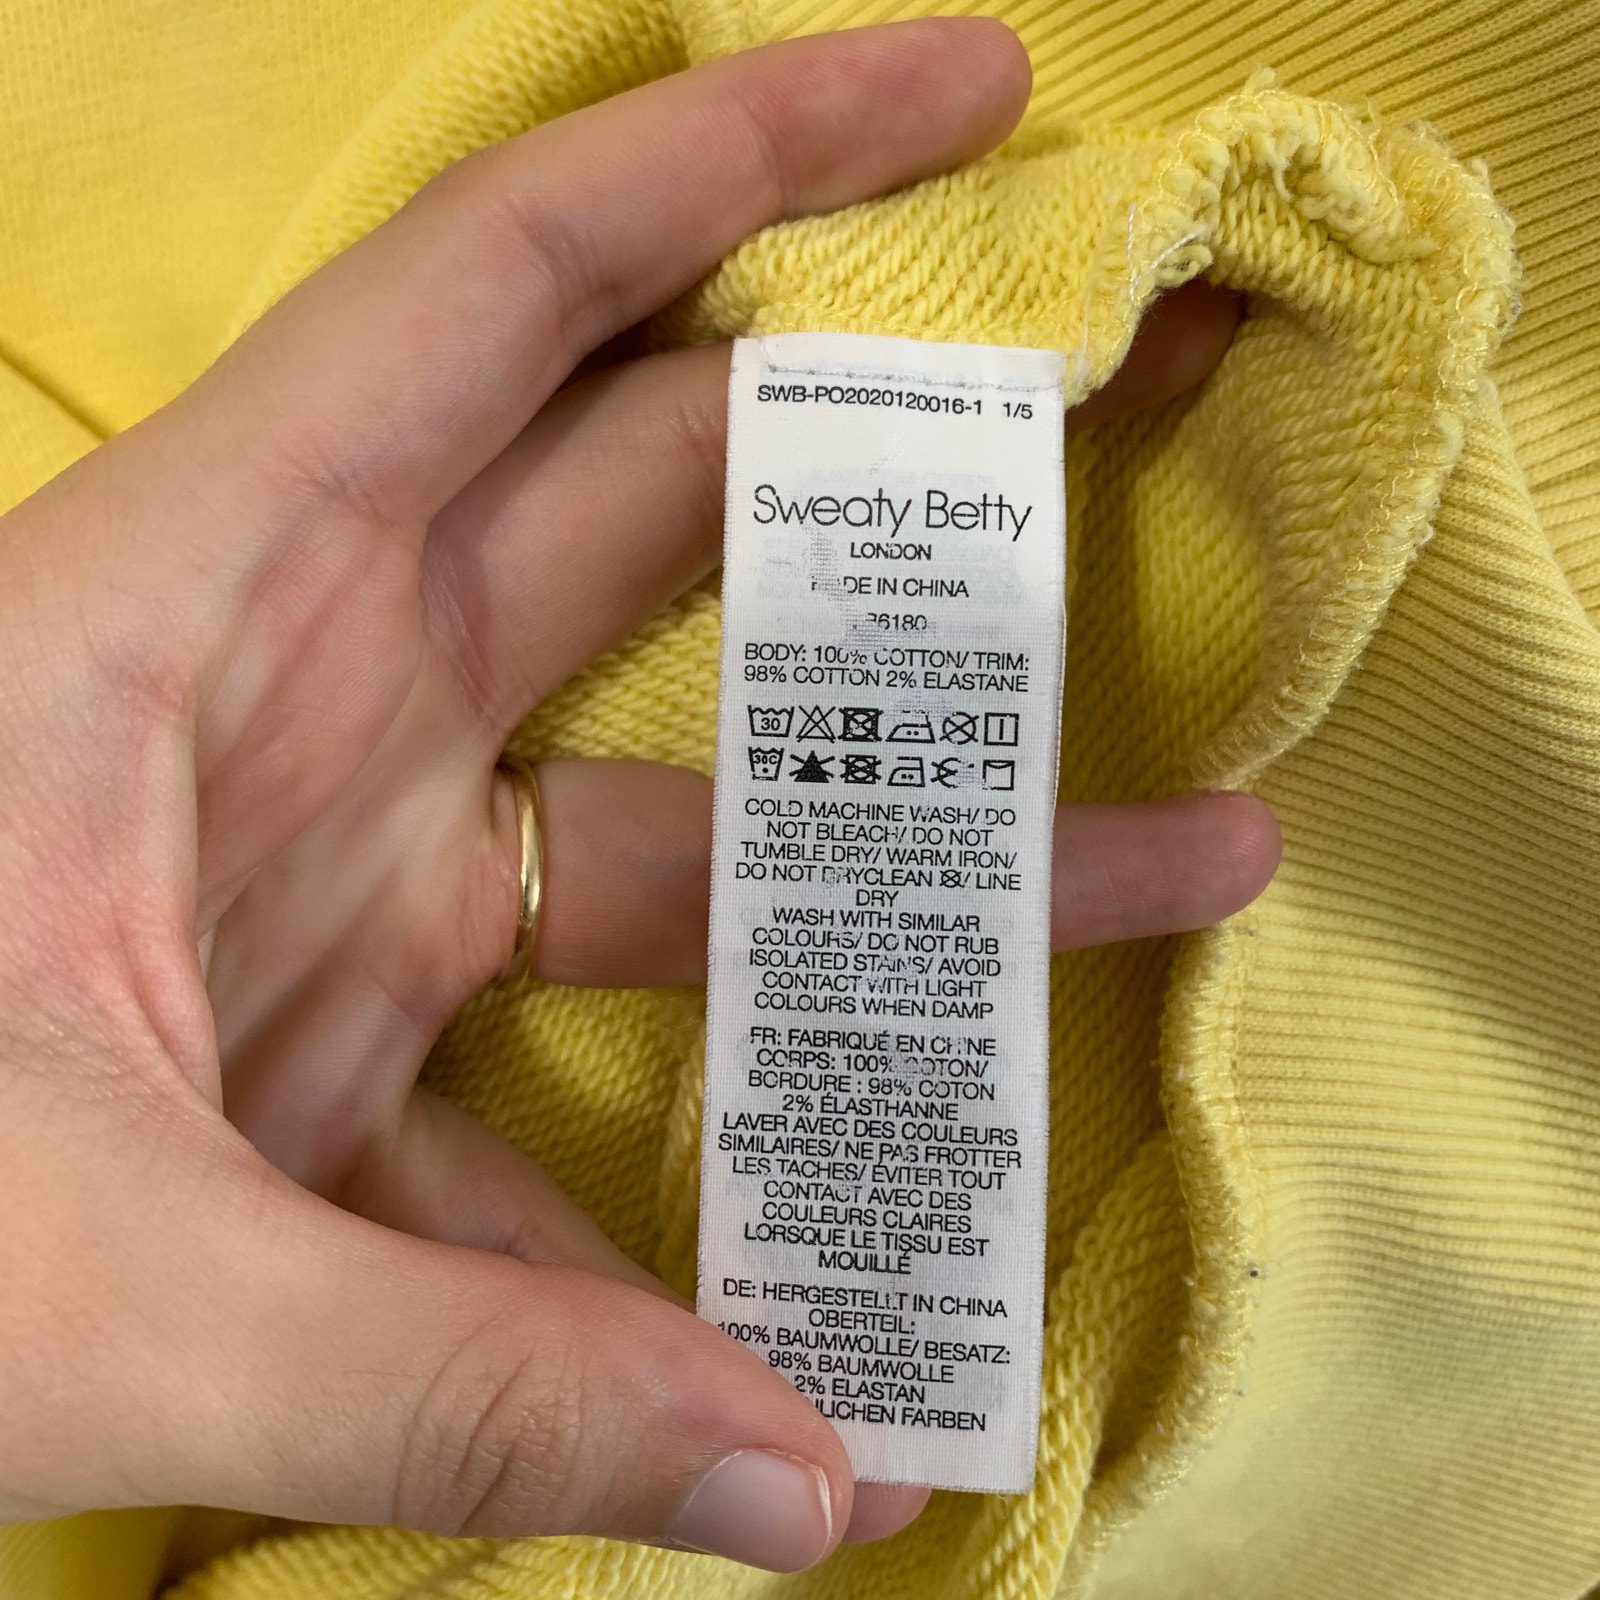 SWB-PO2020120016-1 1/5
Sweaty Betty
LONDON
MADE IN CHINA
BODY: 100% COTTON/ TRIM:
98% COTTON 2% ELASTANE
30
30C
COLD MACHINE WASH/ DO
NOT BLEACH/ DO NOT
TUMBLE DRY/ WARM IRON/
DO NOT DRYCLEAN / LINE
DRY
WASH WITH SIMILAR
COLOURS/ DO NOT RUB
ISOLATED STAINS/ AVOID
CONTACT WITH LIGHT
COLOURS WHEN DAMP
FR: FABRIQUÉ EN CHINE
CORPS: 100% COTON/
BORDURE : 98% COTON
2% ÉLASTHANNE
LAVER AVEC DES COULEURS
SIMILAIRES/ NE PAS FROTTER
LES TACHES/ ÉVITER TOUT
CONTACT AVEC DES
COULEURS CLAIRES
LORSQUE LE TISSU EST
MOUILLÉ
DE: HERGESTELLT IN CHINA
OBERTEIL:
100% BAUMWOLLE/ BESATZ:
98% BAUMWOLLE
2% ELASTAN
FARBEN